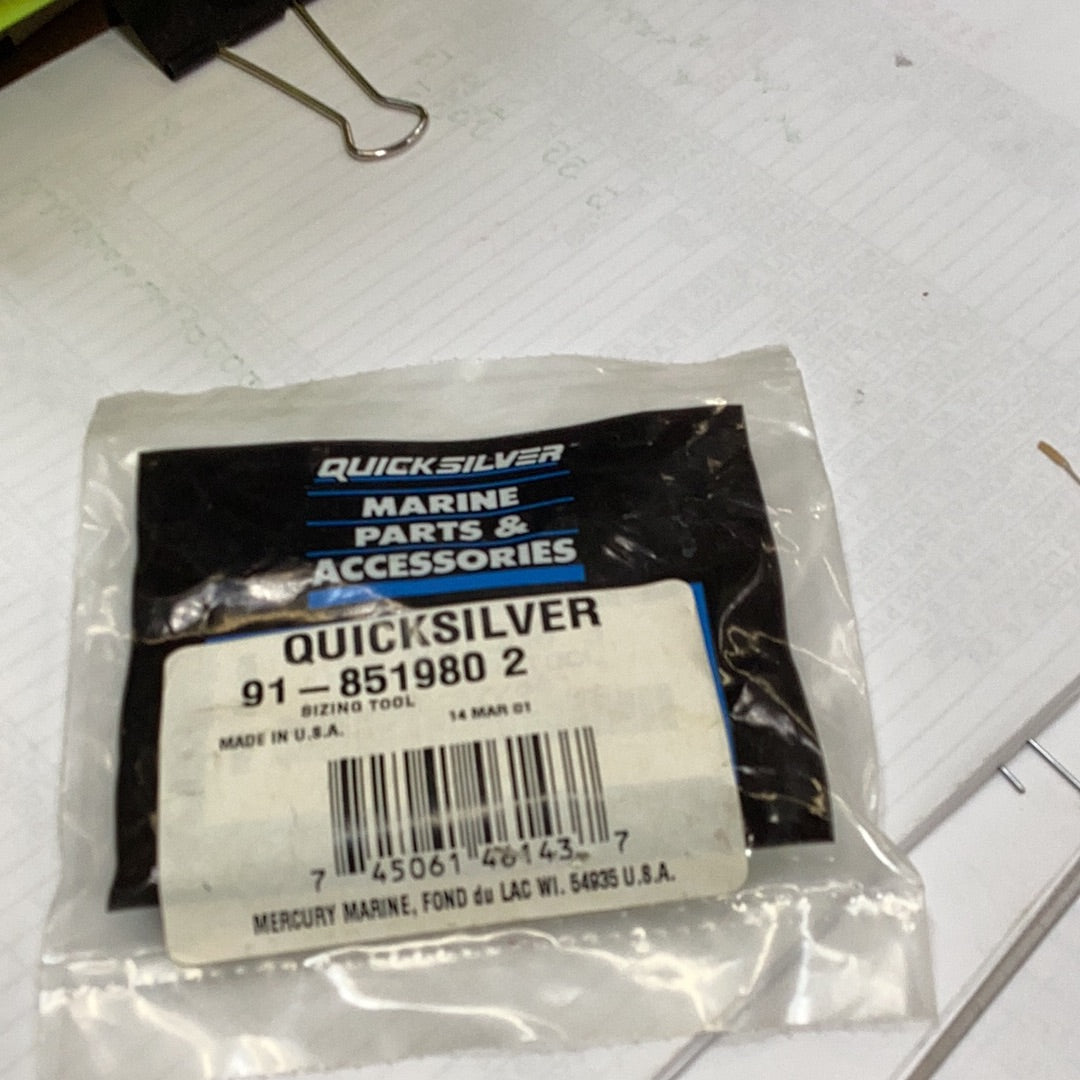 QUICKSILVER
MARINE
PARTS &
ACCESSORIES
QUICKSILVER
91-851980 2
SIZING TOOL
14 MAR 01
MADE IN U.S.A.
7 45061 46143 7
MERCURY MARINE, FOND du LAC WI. 54935 U.S.A.